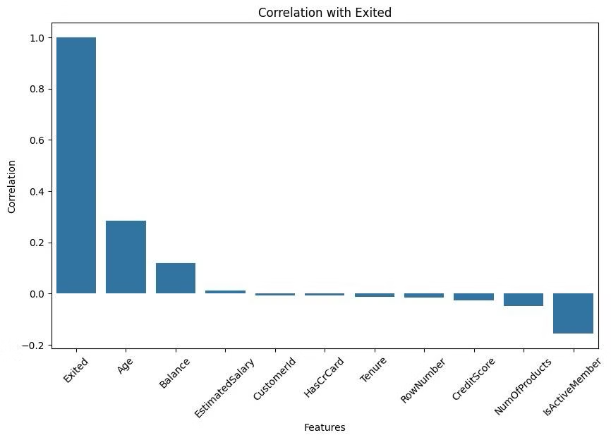 Correlation with Exited
Correlation
1.0
0.8
0.6
0.4
0.2
0.0
−0.2
Exited
Age
Balance
EstimatedSalary
CustomerId
HasCrCard
Tenure
RowNumber
CreditScore
NumOfProducts
IsActiveMember
Features